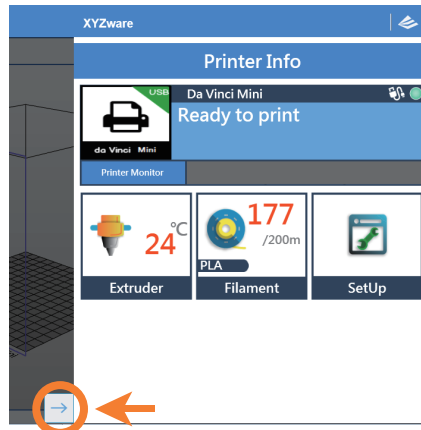 XYZware
Printer Info
USB
Da Vinci Mini
Ready to print
da Vinci Mini
Printer Monitor
24°C
177
/200m
PLA
Extruder
Filament
SetUp